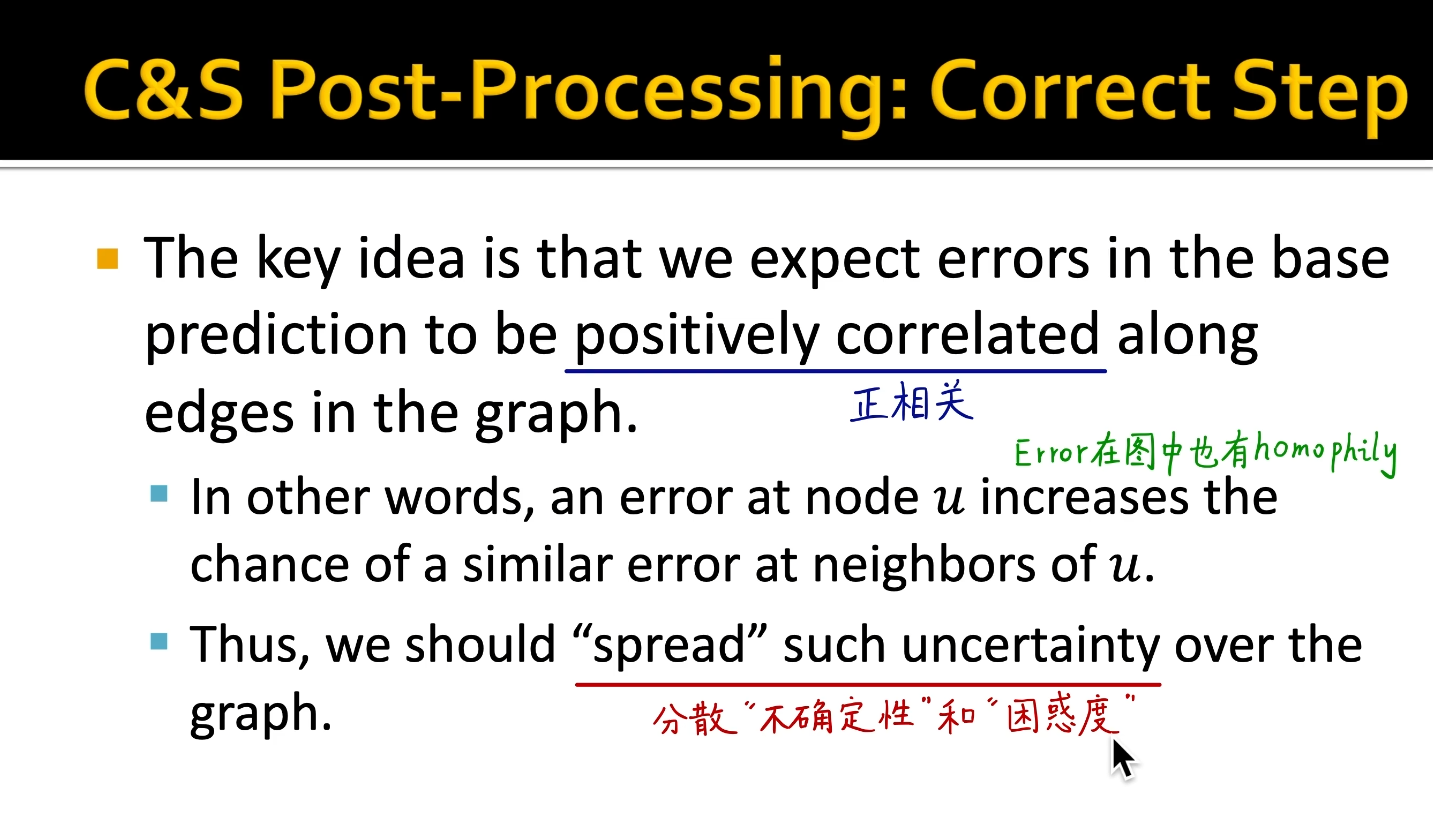 C&S Post-Processing: Correct Step
The key idea is that we expect errors in the base
prediction to be positively correlated along
正相关
edges in the graph.
Error在图中也有homophily
In other words, an error at node u increases the
chance of a similar error at neighbors of u.
Thus, we should “spread” such uncertainty over the
分散“不确定性”和“困惑度”
graph.